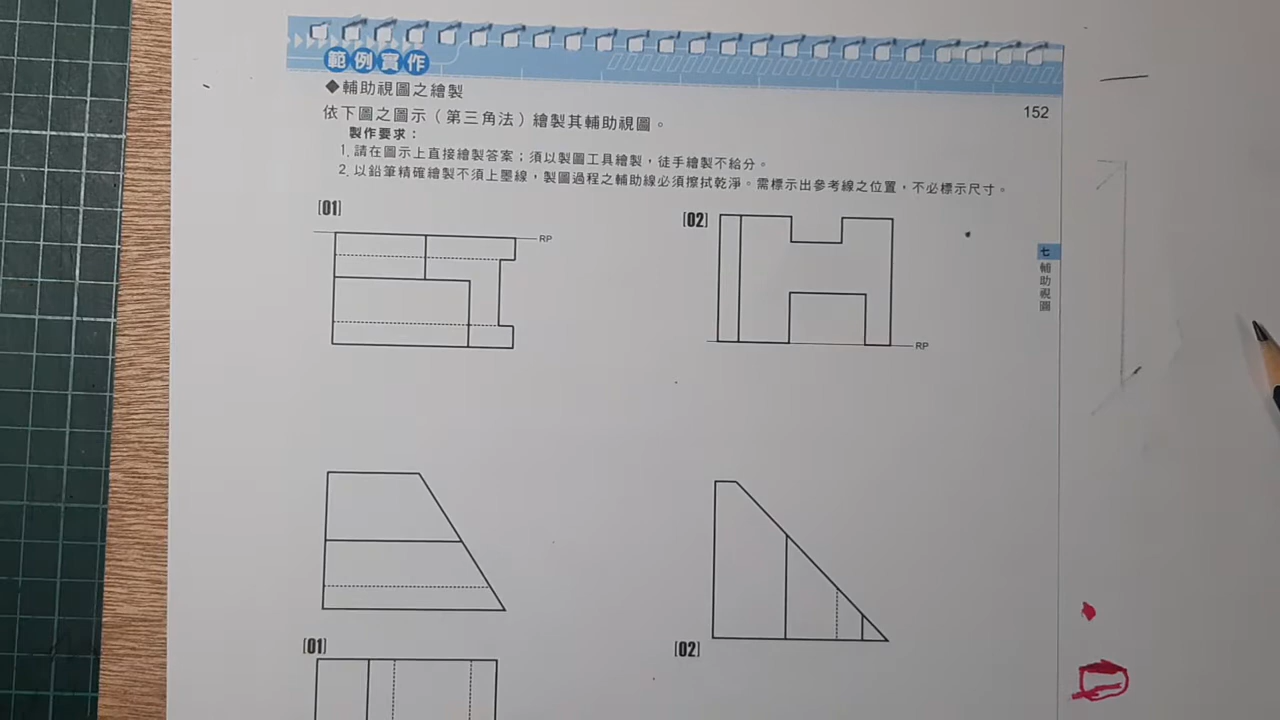 範例實作
◆輔助視圖之繪製
152
依下圖之圖示（第三角法）繪製其輔助視圖。
製作要求：
1. 請在圖示上直接繪製答案；須以製圖工具繪製，徒手繪製不給分。
2. 以鉛筆精確繪製不須上墨線，製圖過程之輔助線必須擦拭乾淨。需標示出參考線之位置，不必標示尺寸。
[01]
RP
[02]
RP
七
輔助視圖
[01]
[02]